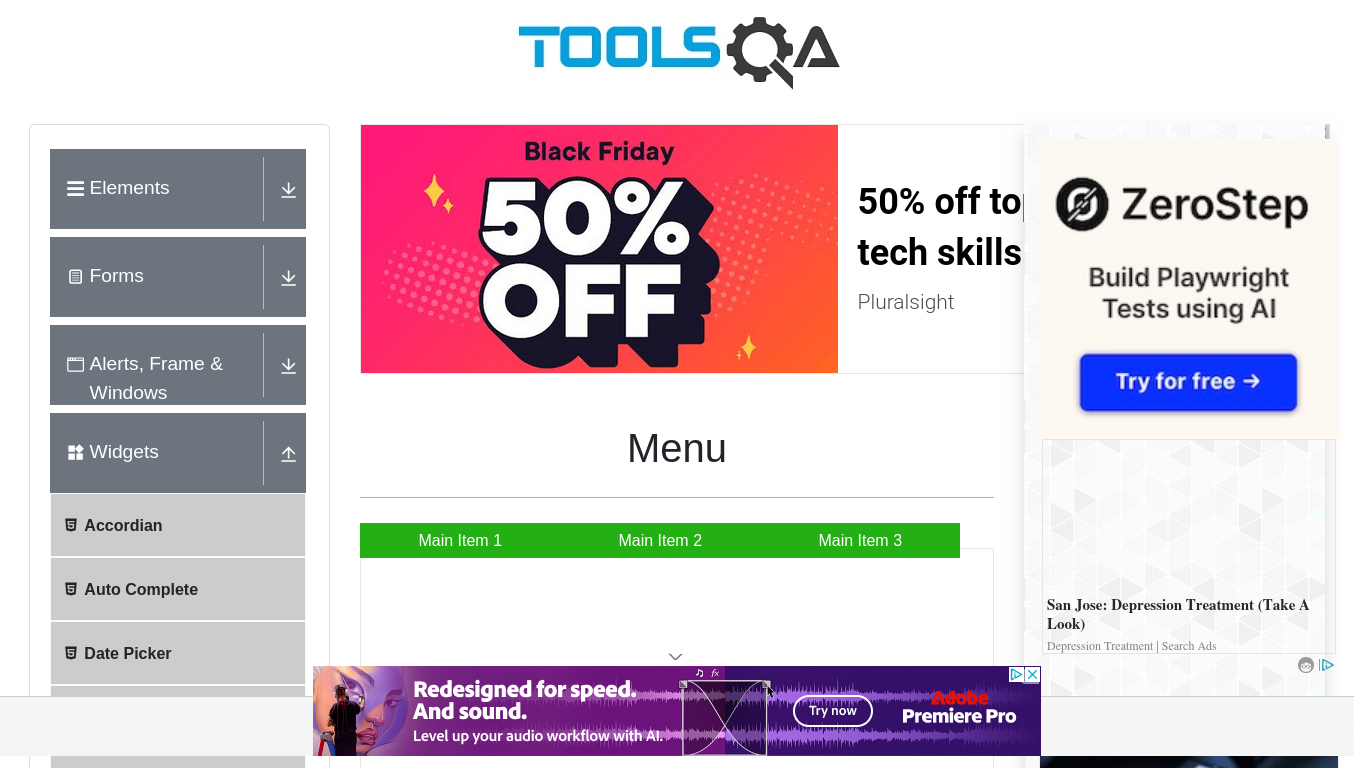 TOOLSQA
Elements
Forms
Alerts, Frame &
Windows
Widgets
Accordian
Auto Complete
Date Picker
Black Friday
50%
OFF
50% off to
tech skills
Pluralsight
ZeroStep
Build Playwright
Tests using AI
Try for free →
Menu
Main Item 1
Main Item 2
Main Item 3
San Jose: Depression Treatment (Take A
Look)
Depression Treatment | Search Ads
Redesigned for speed.
And sound.
Level up your audio workflow with AI.
fx
Try now
Adobe
Premiere Pro